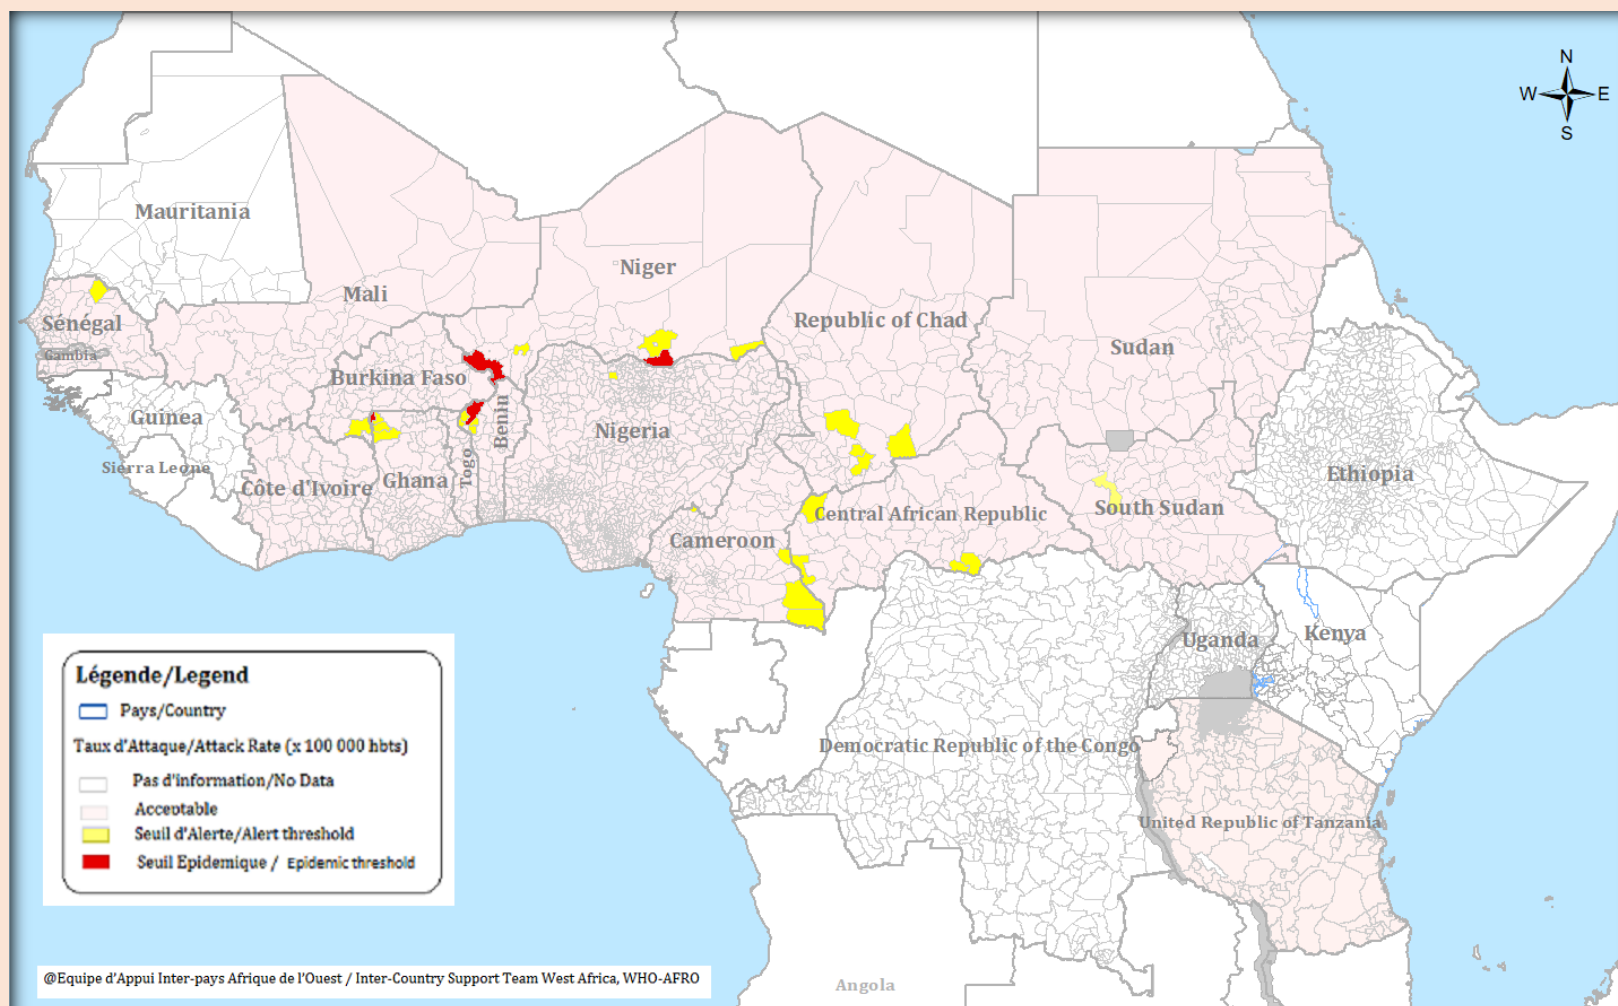 N
W E
S
Mauritania
Niger
Mali
Republic of Chad
Sénégal
Sudan
Gambia
Burkina Faso
Guinea
Benin
Nigeria
Sierra Leone
Togo
Ghana
Côte d'Ivoire
Ethiopia
South Sudan
Central African Republic
Cameroon
Uganda
Kenya
Democratic Republic of the Congo
United Republic of Tanzania
Angola
Légende/Legend
Pays/Country
Taux d'Attaque/Attack Rate (x 100 000 hbts)
Pas d'information/No Data
Acceptable
Seuil d'Alerte/Alert threshold
Seuil Epidemique / Epidemic threshold
@Equipe d'Appui Inter-pays Afrique de l'Ouest / Inter-Country Support Team West Africa, WHO-AFRO